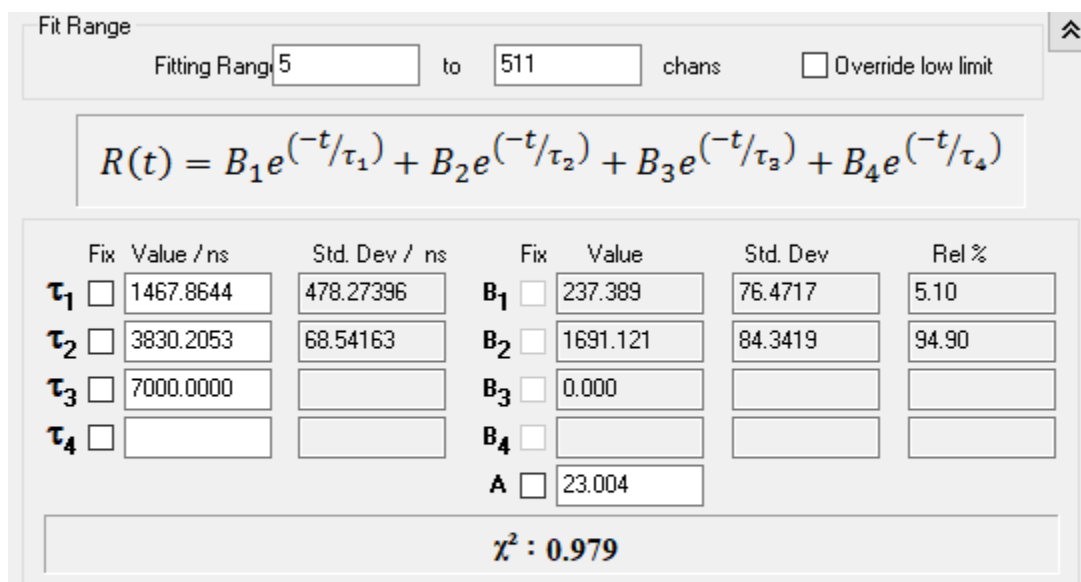 Fit Range
Fitting Rang 5 to 511 chans Override low limit
R(t) = B₁e^(-t/τ₁) + B₂e^(-t/τ₂) + B₃e^(-t/τ₃) + B₄e^(-t/τ₄)
Fix Value / ns Std. Dev / ns Fix Value Std. Dev Rel %
τ₁ 1467.8644 478.27396 B₁ 237.389 76.4717 5.10
τ₂ 3830.2053 68.54163 B₂ 1691.121 84.3419 94.90
τ₃ 7000.0000 B₃ 0.000
τ₄ B₄
A 23.004
χ² : 0.979